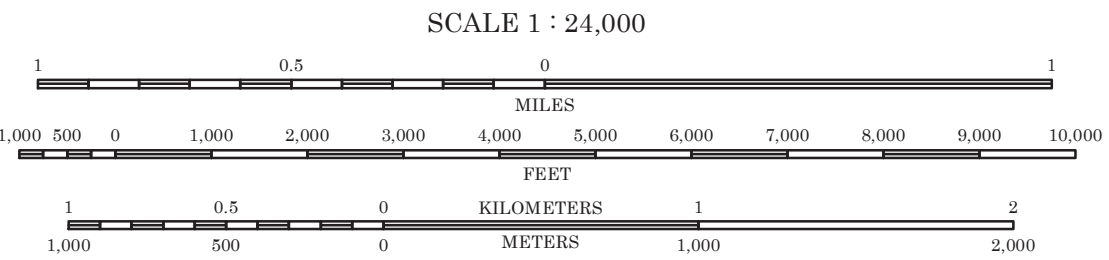 SCALE 1 : 24,000
1 0.5 0 1
MILES
1,000 500 0 1,000 2,000 3,000 4,000 5,000 6,000 7,000 8,000 9,000 10,000
FEET
1 0.5 0 KILOMETERS 1 2
1,000 500 0 METERS 1,000 2,000